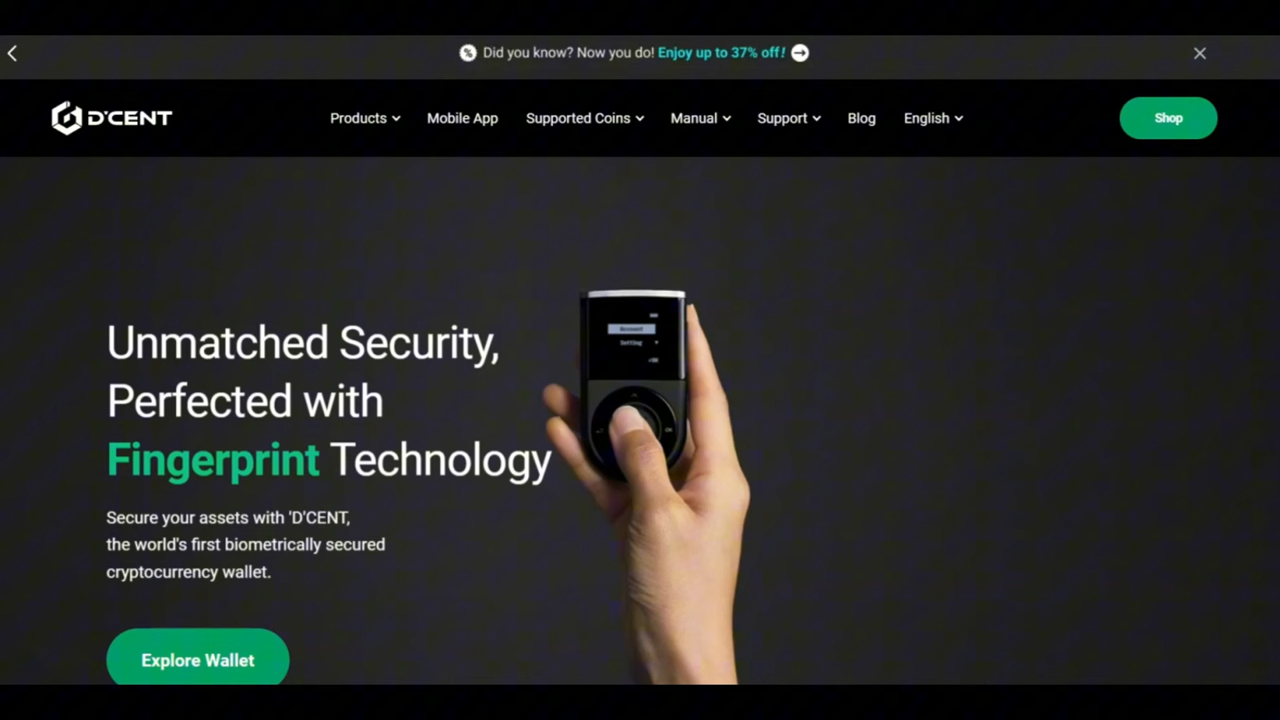 Did you know? Now you do! Enjoy up to 37% off!
D'CENT
Products
Mobile App
Supported Coins
Manual
Support
Blog
English
Shop
Account
Setting
Unmatched Security,
Perfected with
Fingerprint Technology
Secure your assets with 'D'CENT,
the world's first biometrically secured
cryptocurrency wallet.
Explore Wallet